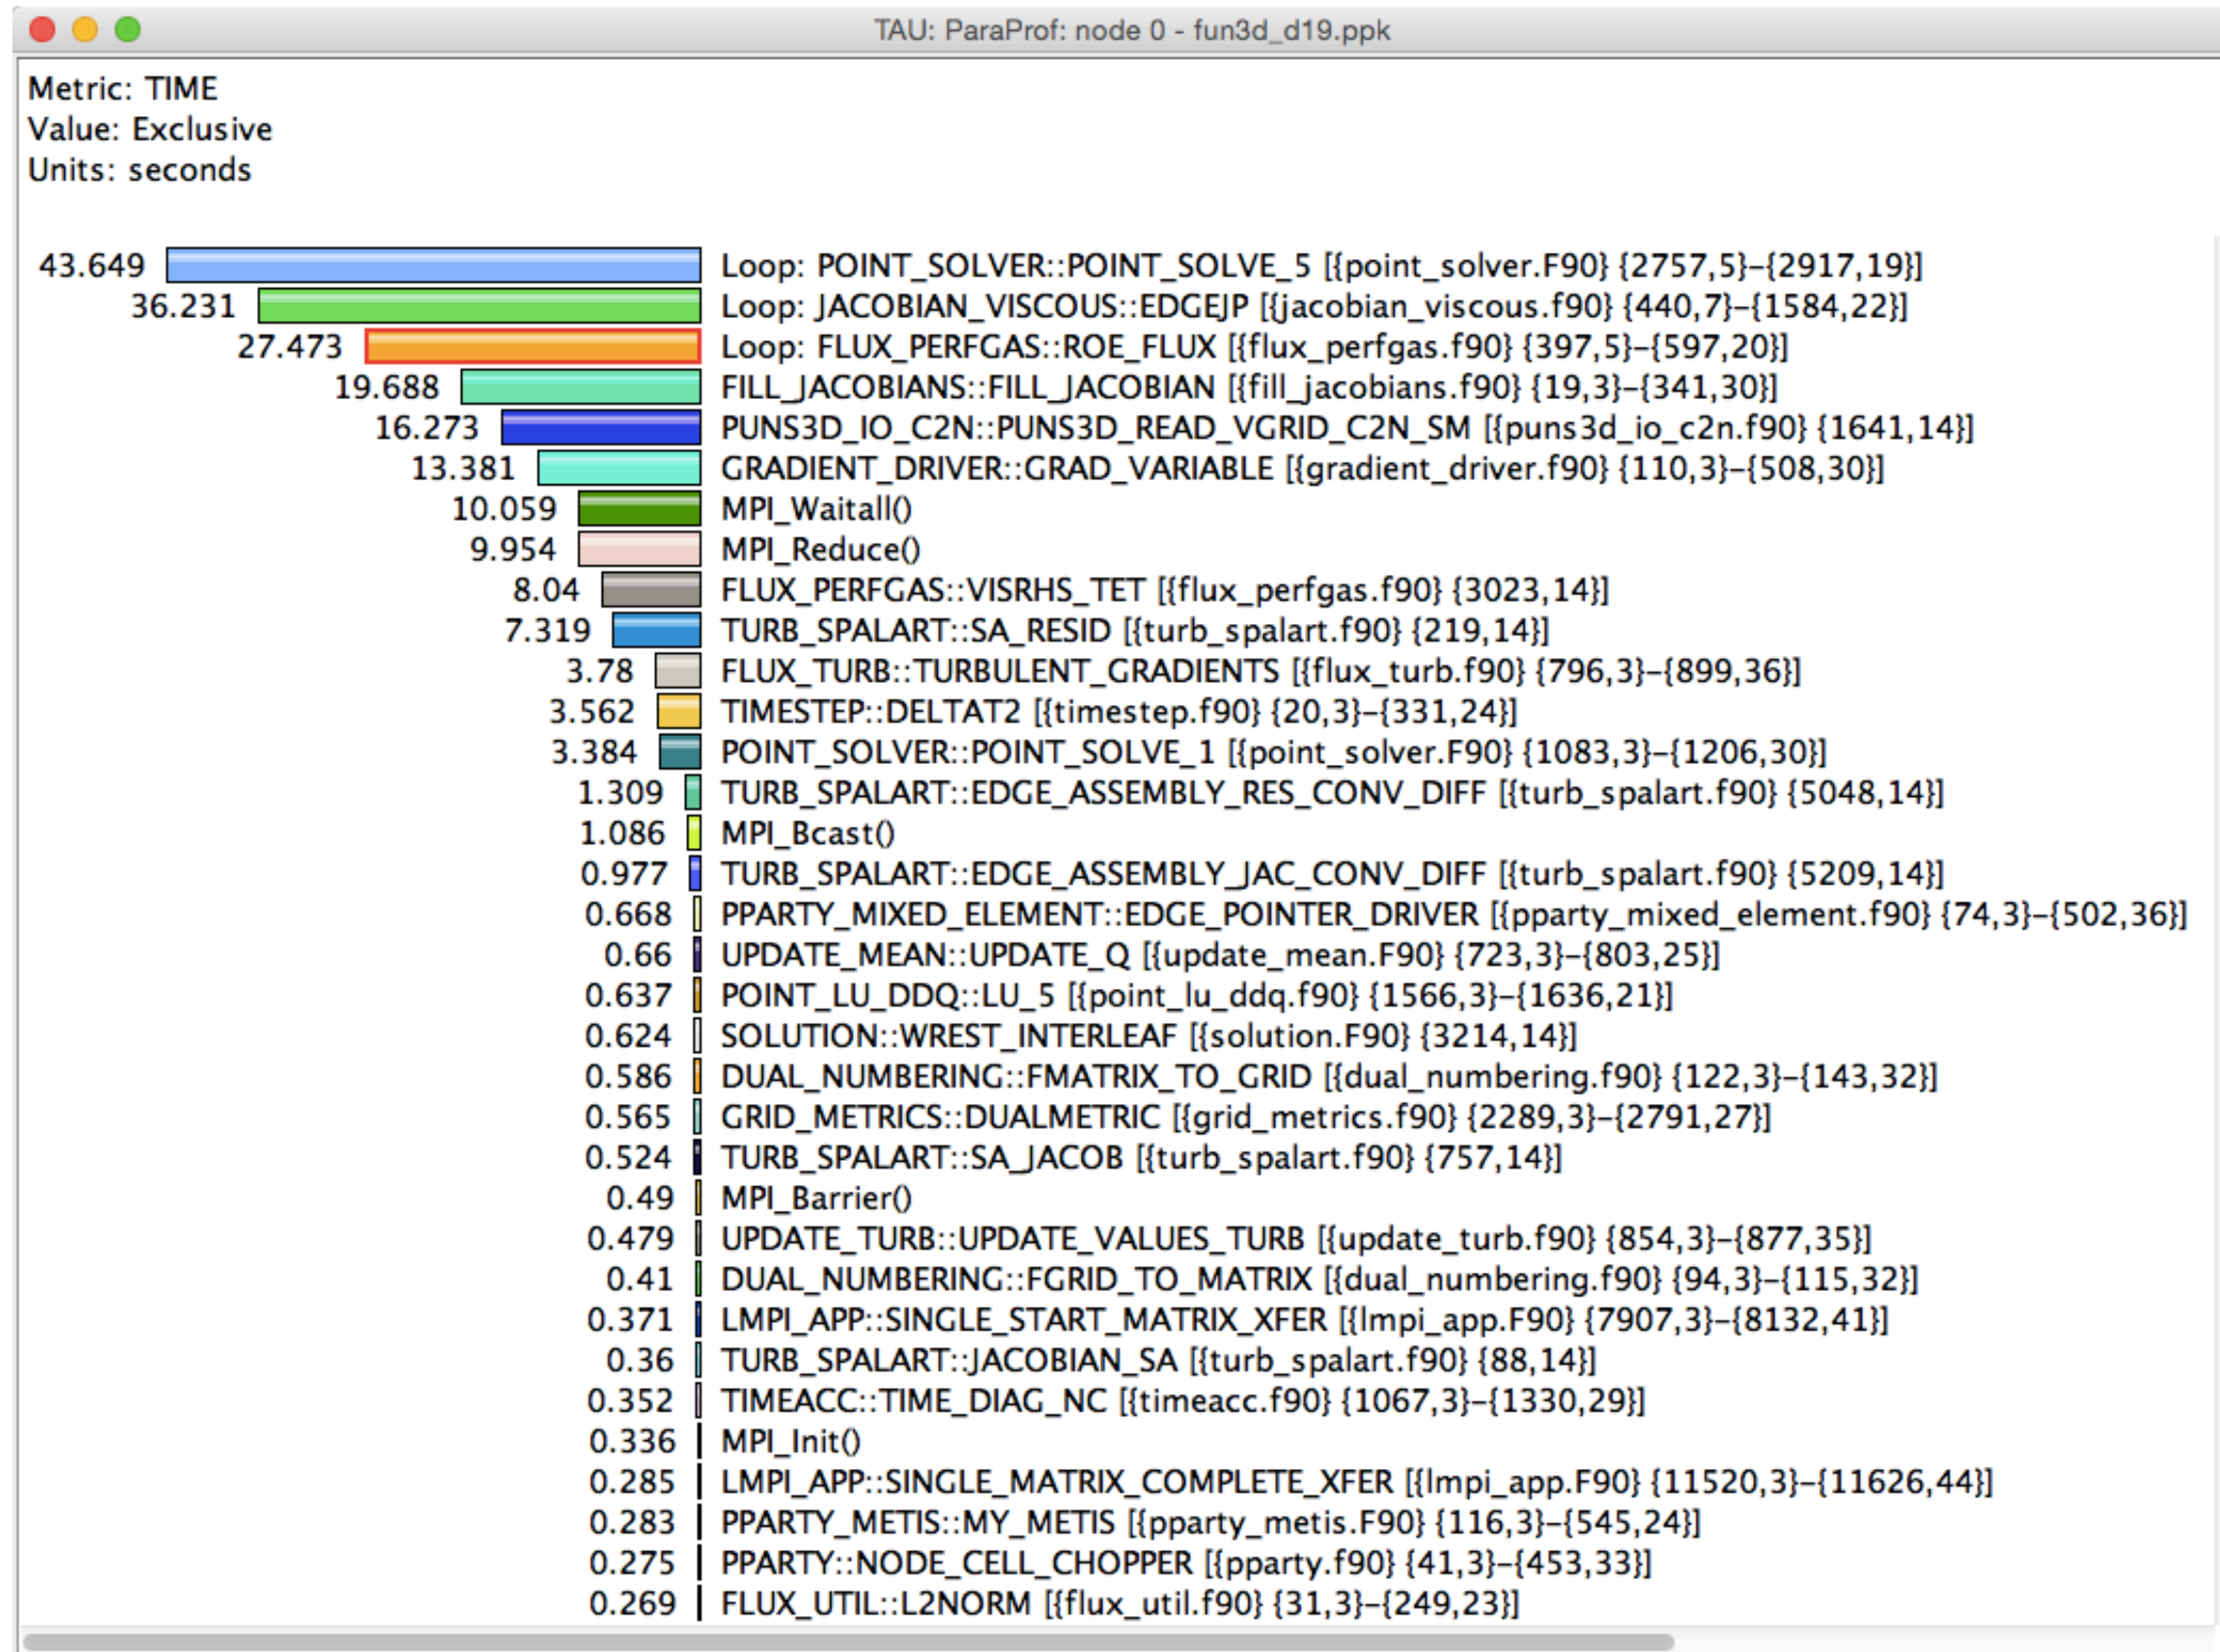 TAU: ParaProf: node 0 - fun3d_d19.ppk
Metric: TIME
Value: Exclusive
Units: seconds
43.649 Loop: POINT_SOLVER::POINT_SOLVE_5 [{point_solver.F90} {2757,5}–{2917,19}]
36.231 Loop: JACOBIAN_VISCOUS::EDGEJP [{jacobian_viscous.f90} {440,7}–{1584,22}]
27.473 Loop: FLUX_PERFGAS::ROE_FLUX [{flux_perfgas.f90} {397,5}–{597,20}]
19.688 FILL_JACOBIANS::FILL_JACOBIAN [{fill_jacobians.f90} {19,3}–{341,30}]
16.273 PUNS3D_IO_C2N::PUNS3D_READ_VGRID_C2N_SM [{puns3d_io_c2n.f90} {1641,14}]
13.381 GRADIENT_DRIVER::GRAD_VARIABLE [{gradient_driver.f90} {110,3}–{508,30}]
10.059 MPI_Waitall()
9.954 MPI_Reduce()
8.04 FLUX_PERFGAS::VISRHS_TET [{flux_perfgas.f90} {3023,14}]
7.319 TURB_SPALART::SA_RESID [{turb_spalart.f90} {219,14}]
3.78 FLUX_TURB::TURBULENT_GRADIENTS [{flux_turb.f90} {796,3}–{899,36}]
3.562 TIMESTEP::DELTAT2 [{timestep.f90} {20,3}–{331,24}]
3.384 POINT_SOLVER::POINT_SOLVE_1 [{point_solver.F90} {1083,3}–{1206,30}]
1.309 TURB_SPALART::EDGE_ASSEMBLY_RES_CONV_DIFF [{turb_spalart.f90} {5048,14}]
1.086 MPI_Bcast()
0.977 TURB_SPALART::EDGE_ASSEMBLY_JAC_CONV_DIFF [{turb_spalart.f90} {5209,14}]
0.668 PPARTY_MIXED_ELEMENT::EDGE_POINTER_DRIVER [{pparty_mixed_element.f90} {74,3}–{502,36}]
0.66 UPDATE_MEAN::UPDATE_Q [{update_mean.F90} {723,3}–{803,25}]
0.637 POINT_LU_DDQ::LU_5 [{point_lu_ddq.f90} {1566,3}–{1636,21}]
0.624 SOLUTION::WREST_INTERLEAF [{solution.F90} {3214,14}]
0.586 DUAL_NUMBERING::FMATRIX_TO_GRID [{dual_numbering.f90} {122,3}–{143,32}]
0.565 GRID_METRICS::DUALMETRIC [{grid_metrics.f90} {2289,3}–{2791,27}]
0.524 TURB_SPALART::SA_JACOB [{turb_spalart.f90} {757,14}]
0.49 MPI_Barrier()
0.479 UPDATE_TURB::UPDATE_VALUES_TURB [{update_turb.f90} {854,3}–{877,35}]
0.41 DUAL_NUMBERING::FGRID_TO_MATRIX [{dual_numbering.f90} {94,3}–{115,32}]
0.371 LMPI_APP::SINGLE_START_MATRIX_XFER [{lmpi_app.F90} {7907,3}–{8132,41}]
0.36 TURB_SPALART::JACOBIAN_SA [{turb_spalart.f90} {88,14}]
0.352 TIMEACC::TIME_DIAG_NC [{timeacc.f90} {1067,3}–{1330,29}]
0.336 MPI_Init()
0.285 LMPI_APP::SINGLE_MATRIX_COMPLETE_XFER [{lmpi_app.F90} {11520,3}–{11626,44}]
0.283 PPARTY_METIS::MY_METIS [{pparty_metis.F90} {116,3}–{545,24}]
0.275 PPARTY::NODE_CELL_CHOPPER [{pparty.f90} {41,3}–{453,33}]
0.269 FLUX_UTIL::L2NORM [{flux_util.f90} {31,3}–{249,23}]